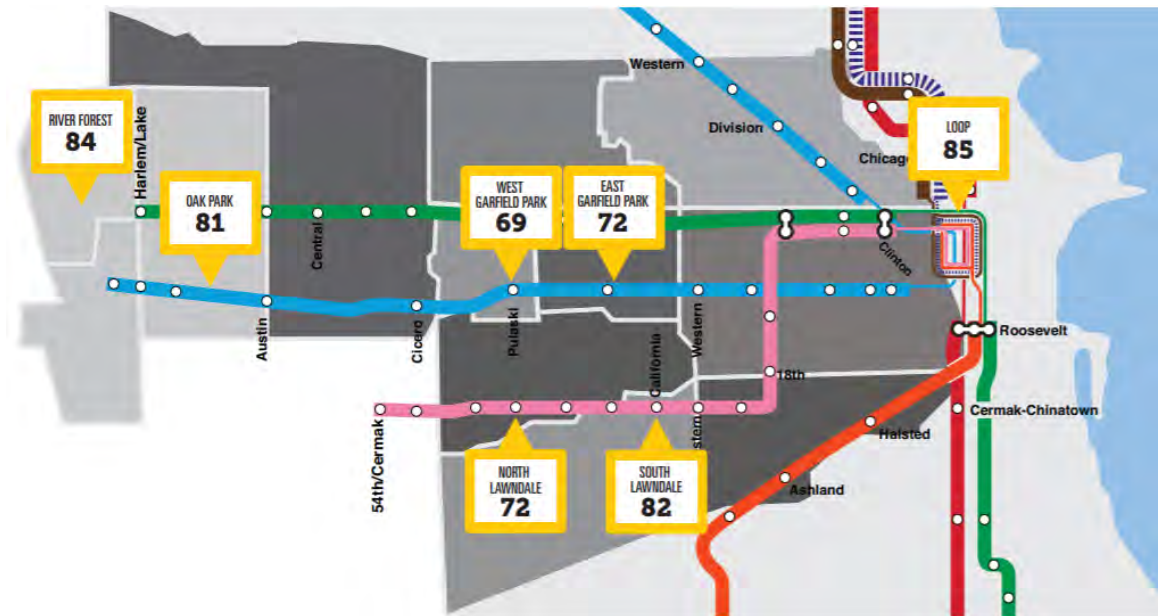 Western
Division
Chicag
LOOP
85
RIVER FOREST
84
Harlem/Lake
OAK PARK
81
Central
WEST
GARFIELD PARK
69
EAST
GARFIELD PARK
72
Clinton
Austin
Cicero
Pulaski
Western
Roosevelt
California
18th
54th/Cermak
stern
Cermak-Chinatown
Halsted
NORTH
LAWNDALE
72
SOUTH
LAWNDALE
82
Ashland